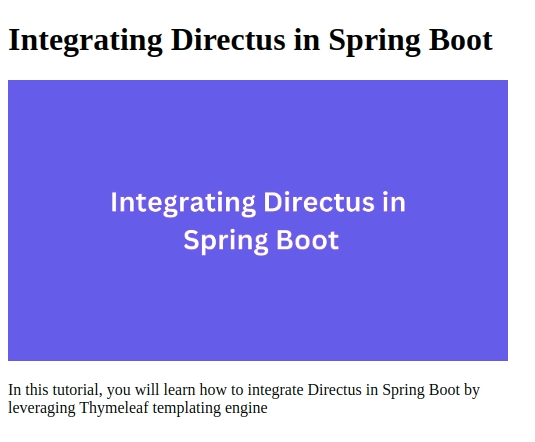 Integrating Directus in Spring Boot
Integrating Directus in
Spring Boot
In this tutorial, you will learn how to integrate Directus in Spring Boot by
leveraging Thymeleaf templating engine